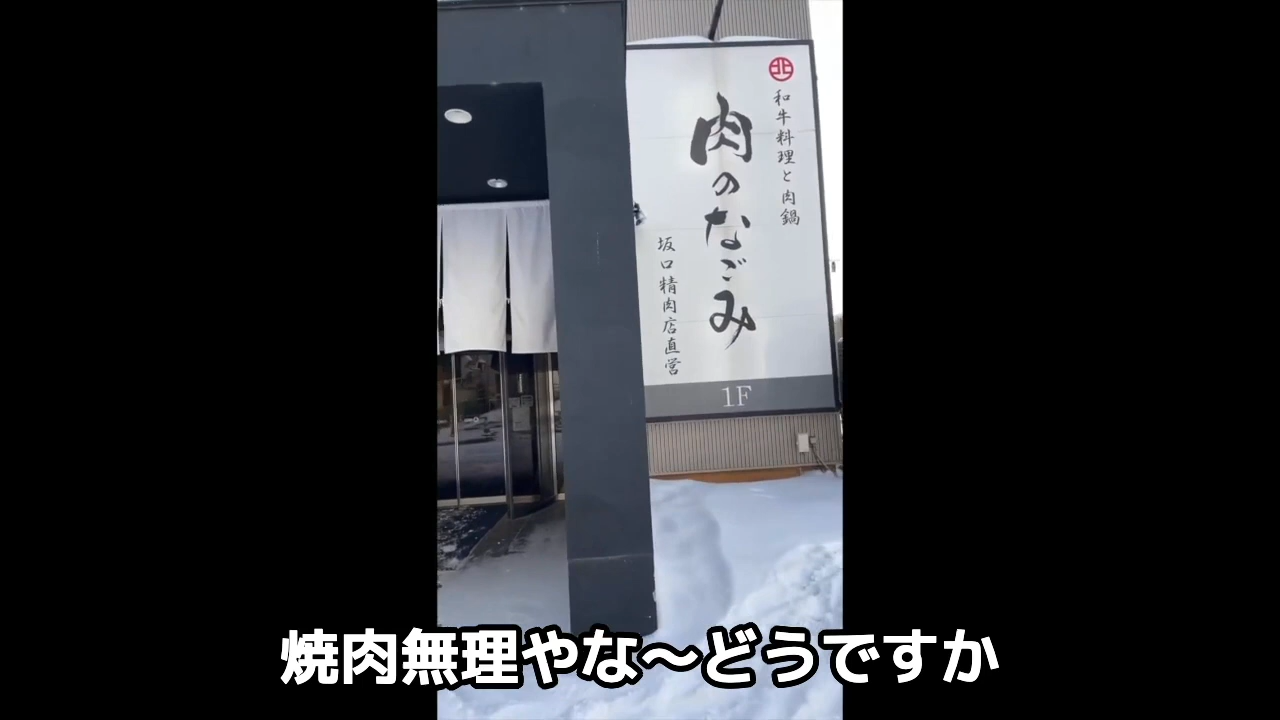 北
和牛料理と肉鍋
肉のなごみ
坂口精肉店直営
1F
焼肉無理やな〜どうですか